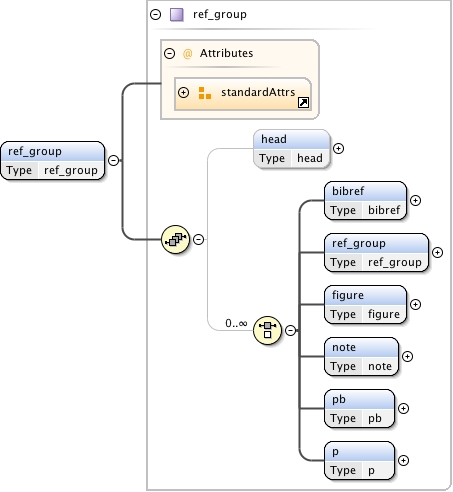 ref_group
@ Attributes
standardAttrs
ref_group
Type ref_group
head
Type head
bibref
Type bibref
ref_group
Type ref_group
figure
Type figure
0..∞
note
Type note
pb
Type pb
p
Type p